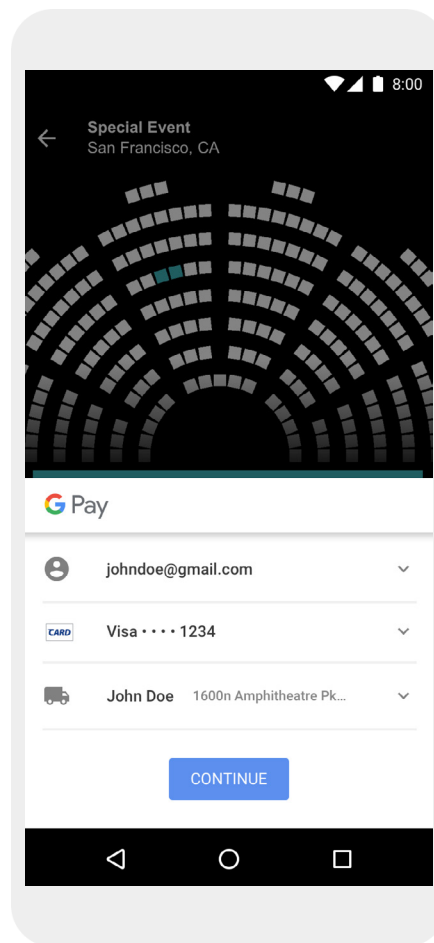 8:00
Special Event
San Francisco, CA
G Pay
johndoe@gmail.com
CARD Visa •••• 1234
John Doe 1600n Amphitheatre Pk...
CONTINUE